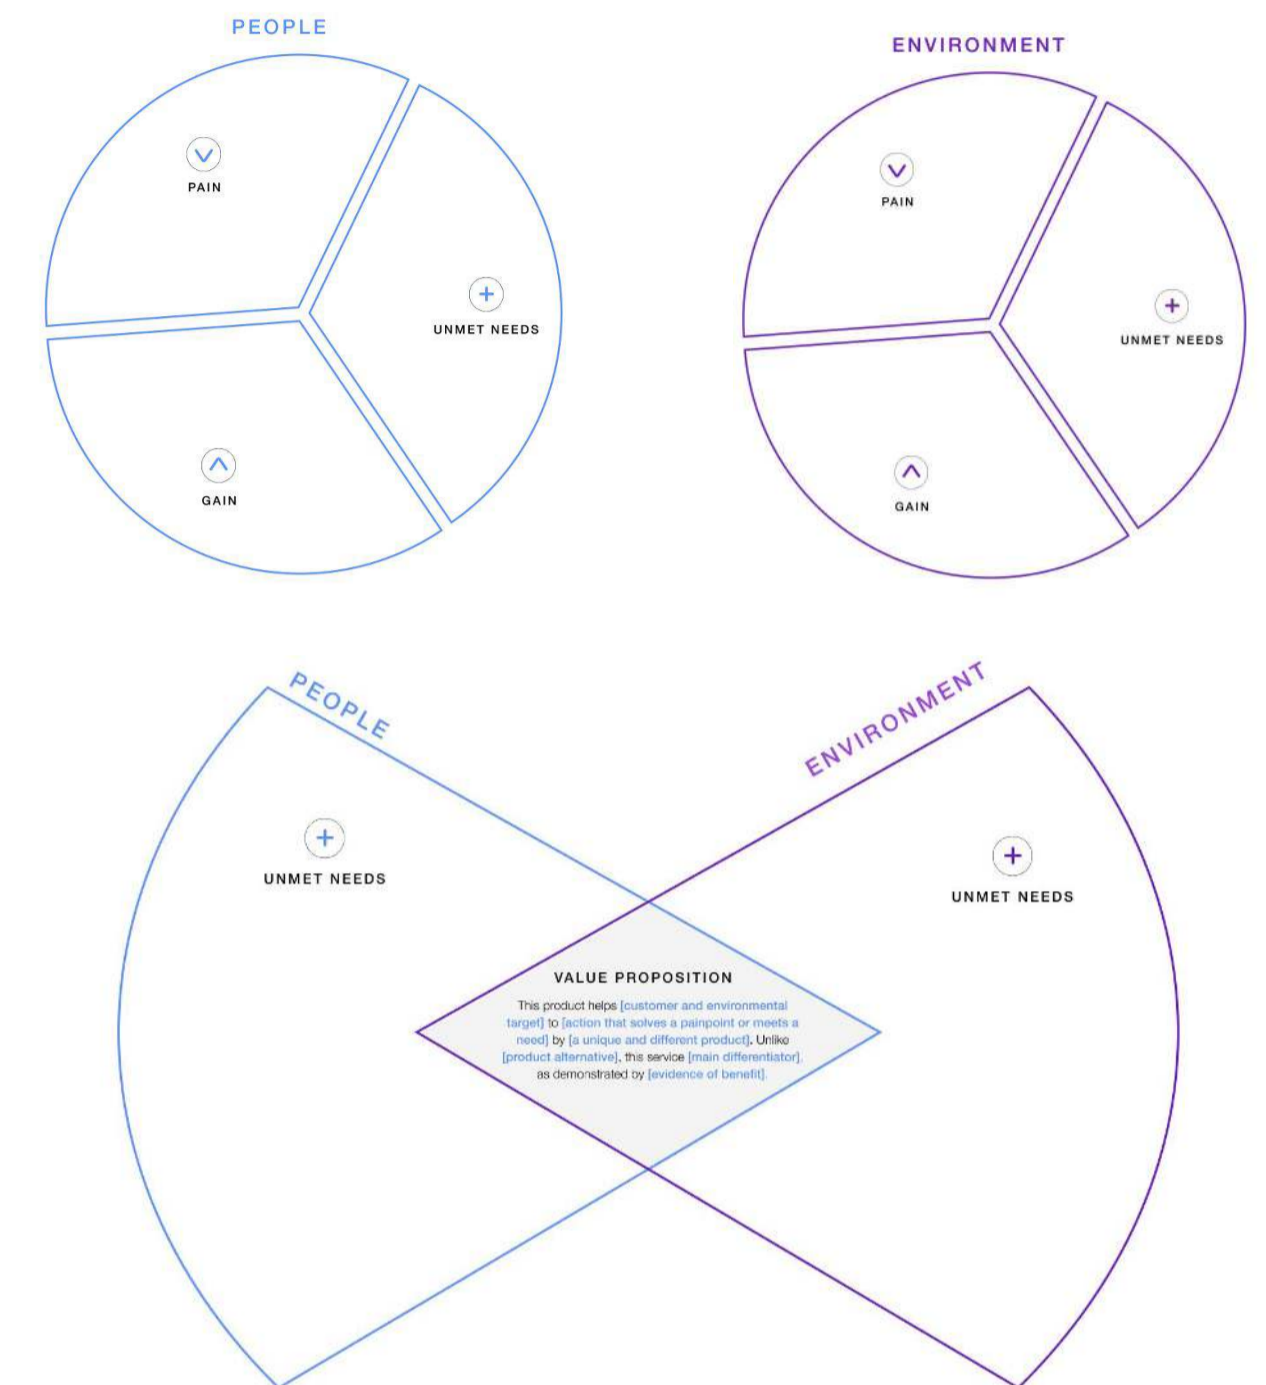 PEOPLE
PAIN
UNMET NEEDS
GAIN
ENVIRONMENT
PAIN
UNMET NEEDS
GAIN
PEOPLE
UNMET NEEDS
ENVIRONMENT
UNMET NEEDS
VALUE PROPOSITION
This product helps [customer and environmental
target] to [action that solves a painpoint or meets a
need] by [a unique and different product]. Unlike
[product alternative], this service [main differentiator],
as demonstrated by [evidence of benefit].